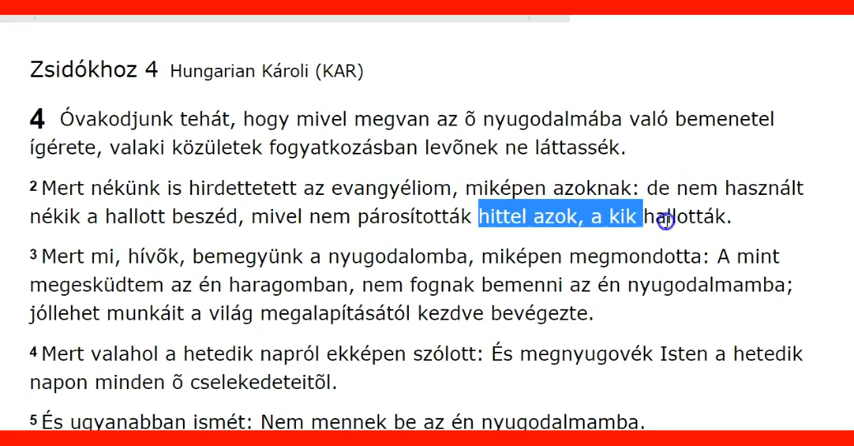 Zsidókhoz 4 Hungarian Károli (KAR)
4 Óvakodjunk tehát, hogy mivel megvan az õ nyugodalmába való bemenetel
ígérete, valaki közületek fogyatkozásban levõnek ne láttassék.
2 Mert nékünk is hirdettetett az evangyéliom, miképen azoknak: de nem használt
nékik a hallott beszéd, mivel nem párosították hittel azok, a kik hallották.
3 Mert mi, hívõk, bemegyünk a nyugodalomba, miképen megmondotta: A mint
megesküdtem az én haragomban, nem fognak bemenni az én nyugodalmamba;
jóllehet munkáit a világ megalapításától kezdve bevégezte.
4 Mert valahol a hetedik napról ekképen szólott: És megnyugovék Isten a hetedik
napon minden õ cselekedeteitõl.
5 És ugyanabban ismét: Nem mennek be az én nyugodalmamba.